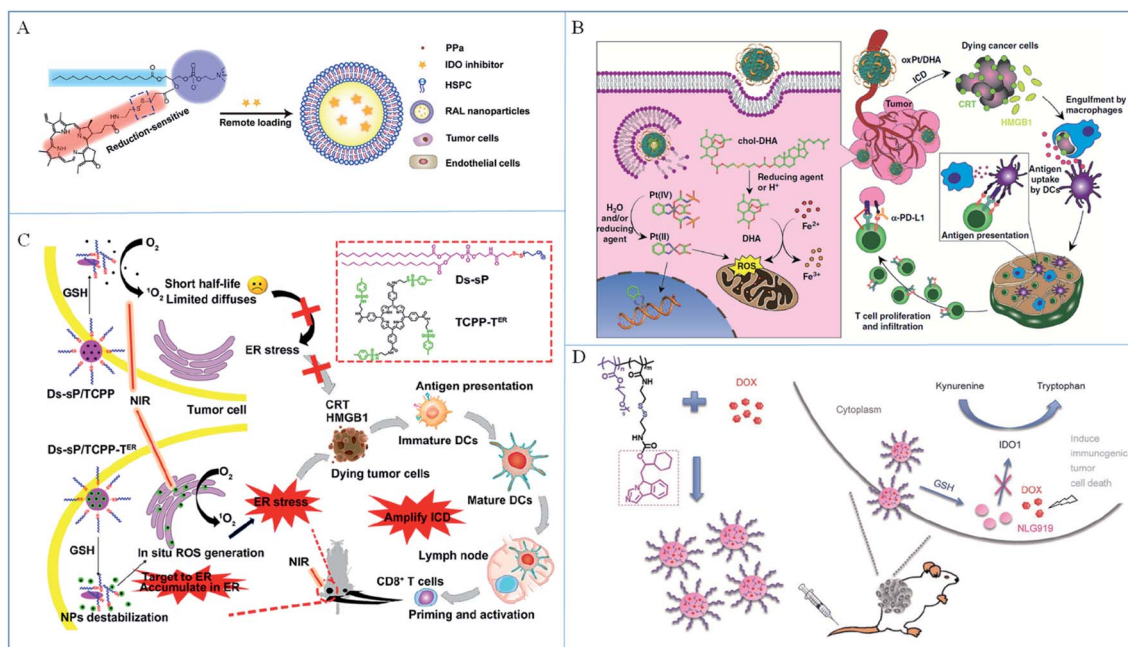 A
Reduction-sensitive
Remote loading
PPa
IDO inhibitor
HSPC
RAL nanoparticles
Tumor cells
Endothelial cells
B
oxPt/DHA
ICD
Dying cancer cells
CRT
HMGB1
Tumor
Engulfment by
macrophages
Antigen
uptake
by DCs
α-PD-L1
Antigen presentation
T cell proliferation
and infiltration
chol-DHA
Reducing agent
or H⁺
Pt(IV)
H₂O
and/or
reducing
agent
Pt(II)
DHA
Fe²⁺
Fe³⁺
ROS
C
O₂
GSH
¹O₂
Short half-life
Limited diffuses
ER stress
Ds-sP/TCPP
NIR
Tumor cell
Ds-sP
TCPP-Tᴱᴿ
Ds-sP/TCPP-Tᴱᴿ
O₂
¹O₂
GSH
In situ ROS generation
Target to ER
Accumulate in ER
NPs destabilization
ER stress
CRT
HMGB1
Dying tumor cells
Antigen presentation
Immature DCs
Mature DCs
Amplify ICD
Lymph node
NIR
CD8⁺ T cells
Priming and activation
D
DOX
Cytoplasm
Kynurenine
Tryptophan
IDO1
GSH
DOX
NLG919
Induce
immunogenic
tumor
cell death